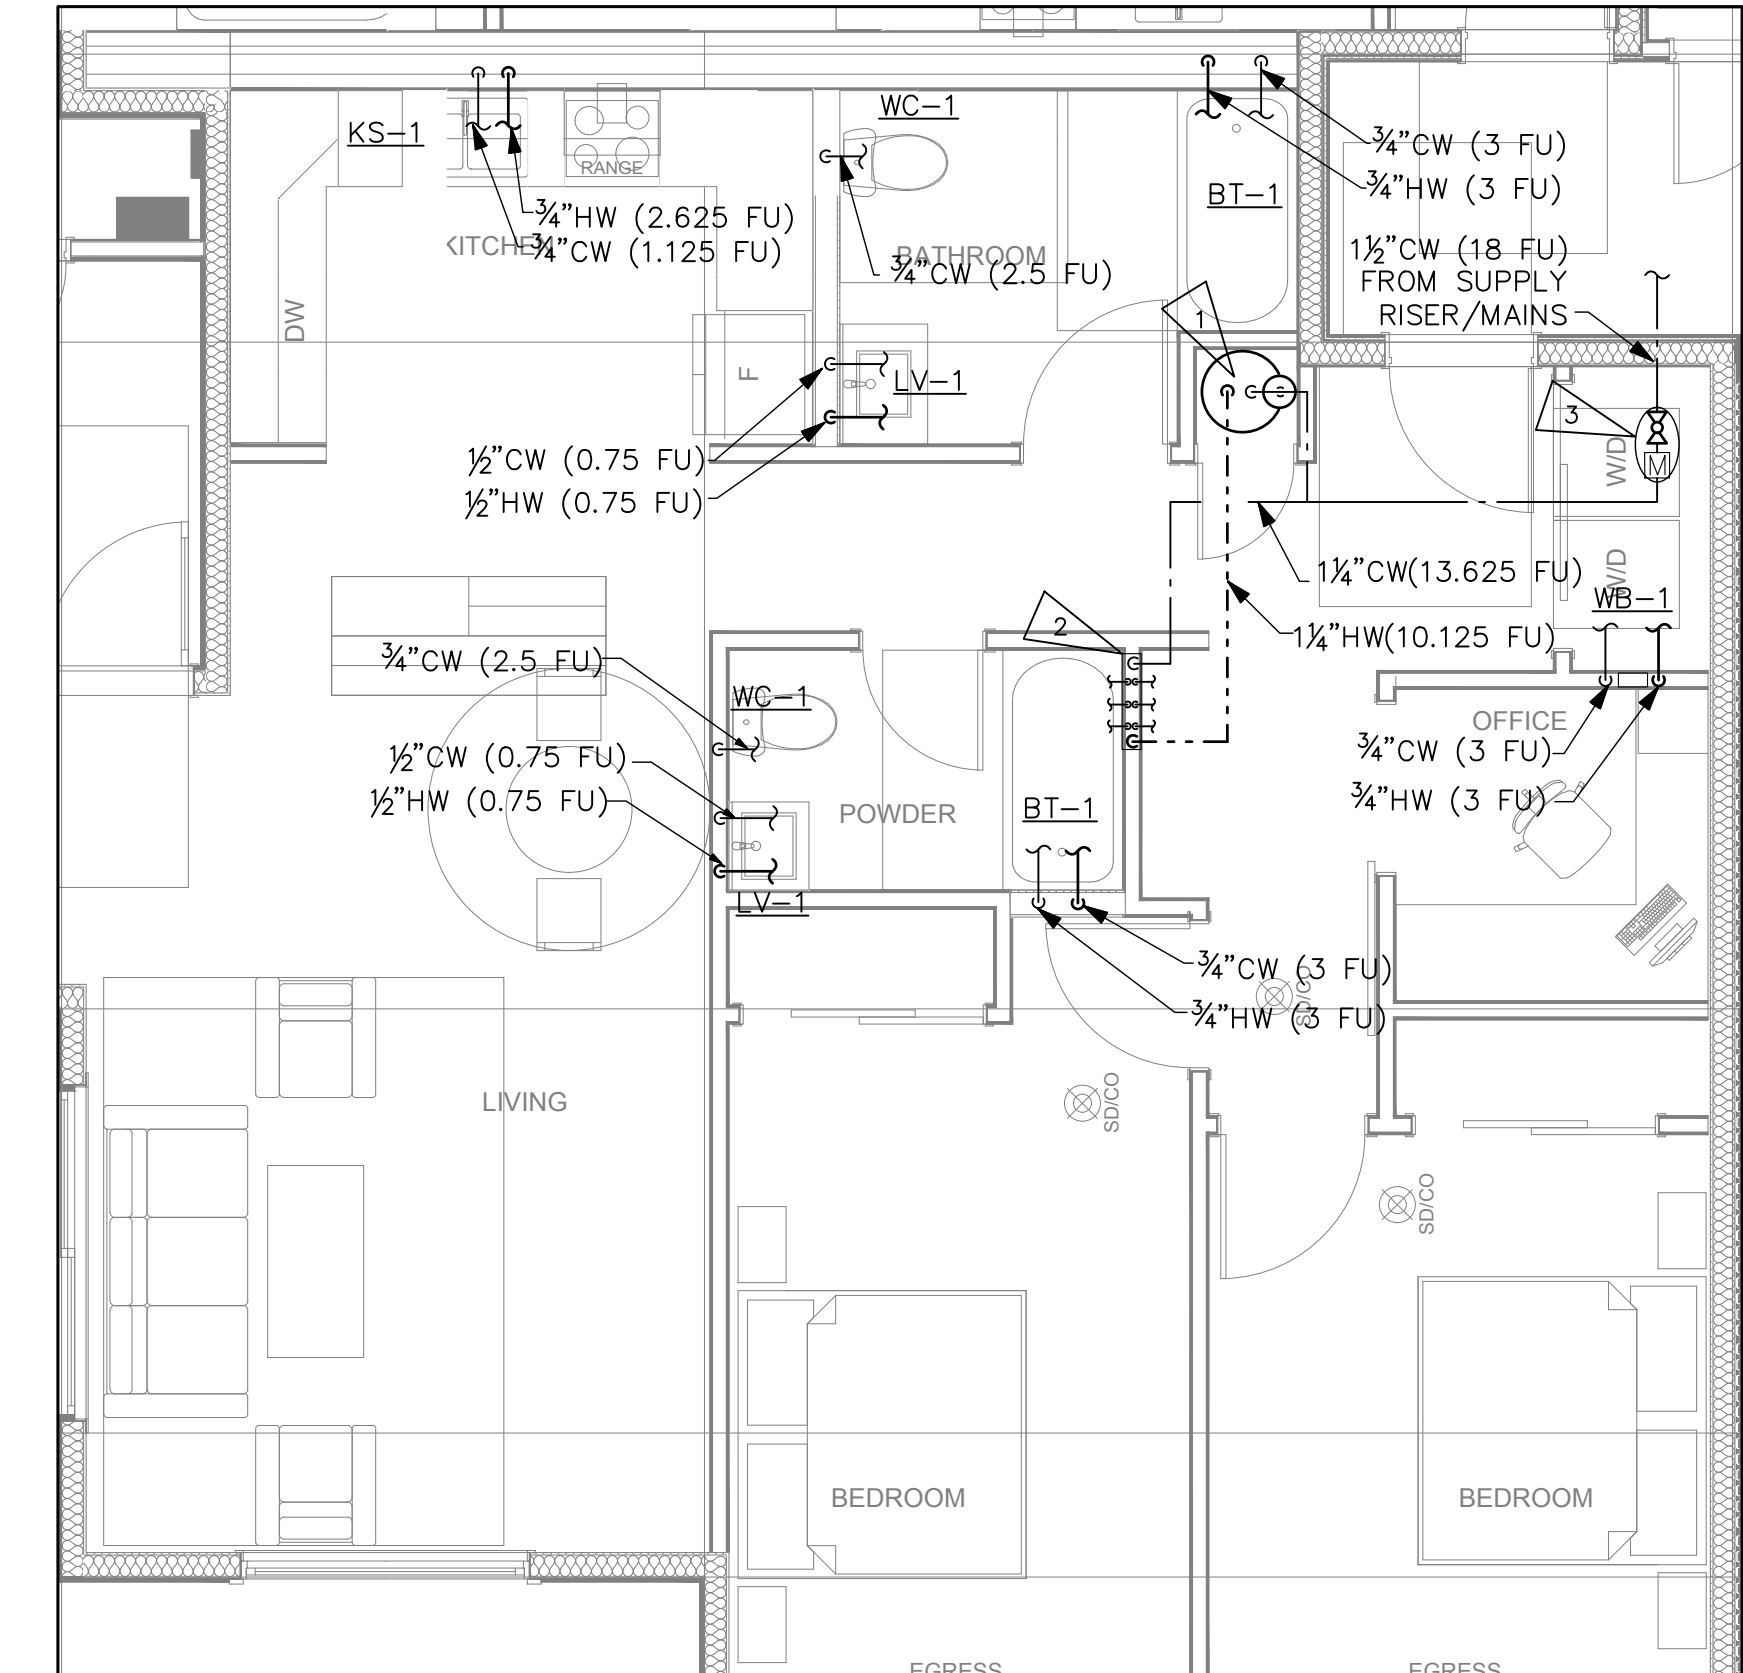 KS-1
WC-1
RANGE
¾"HW (2.625 FU)
¾"CW (1.125 FU)
KITCHEN
BATHROOM
¾"CW (2.5 FU)
BT-1
¾"CW (3 FU)
¾"HW (3 FU)
1½"CW (18 FU)
FROM SUPPLY
RISER/MAINS
DW
F
LV-1
1
3
M
W/D
W/D
½"CW (0.75 FU)
½"HW (0.75 FU)
1¼"CW(13.625 FU)
WB-1
1¼"HW(10.125 FU)
2
¾"CW (2.5 FU)
WC-1
½"CW (0.75 FU)
½"HW (0.75 FU)
POWDER
BT-1
LV-1
OFFICE
¾"CW (3 FU)
¾"HW (3 FU)
¾"CW (3 FU)
¾"HW (3 FU)
SD/CO
LIVING
SD/CO
SD/CO
BEDROOM
BEDROOM
EGRESS
EGRESS